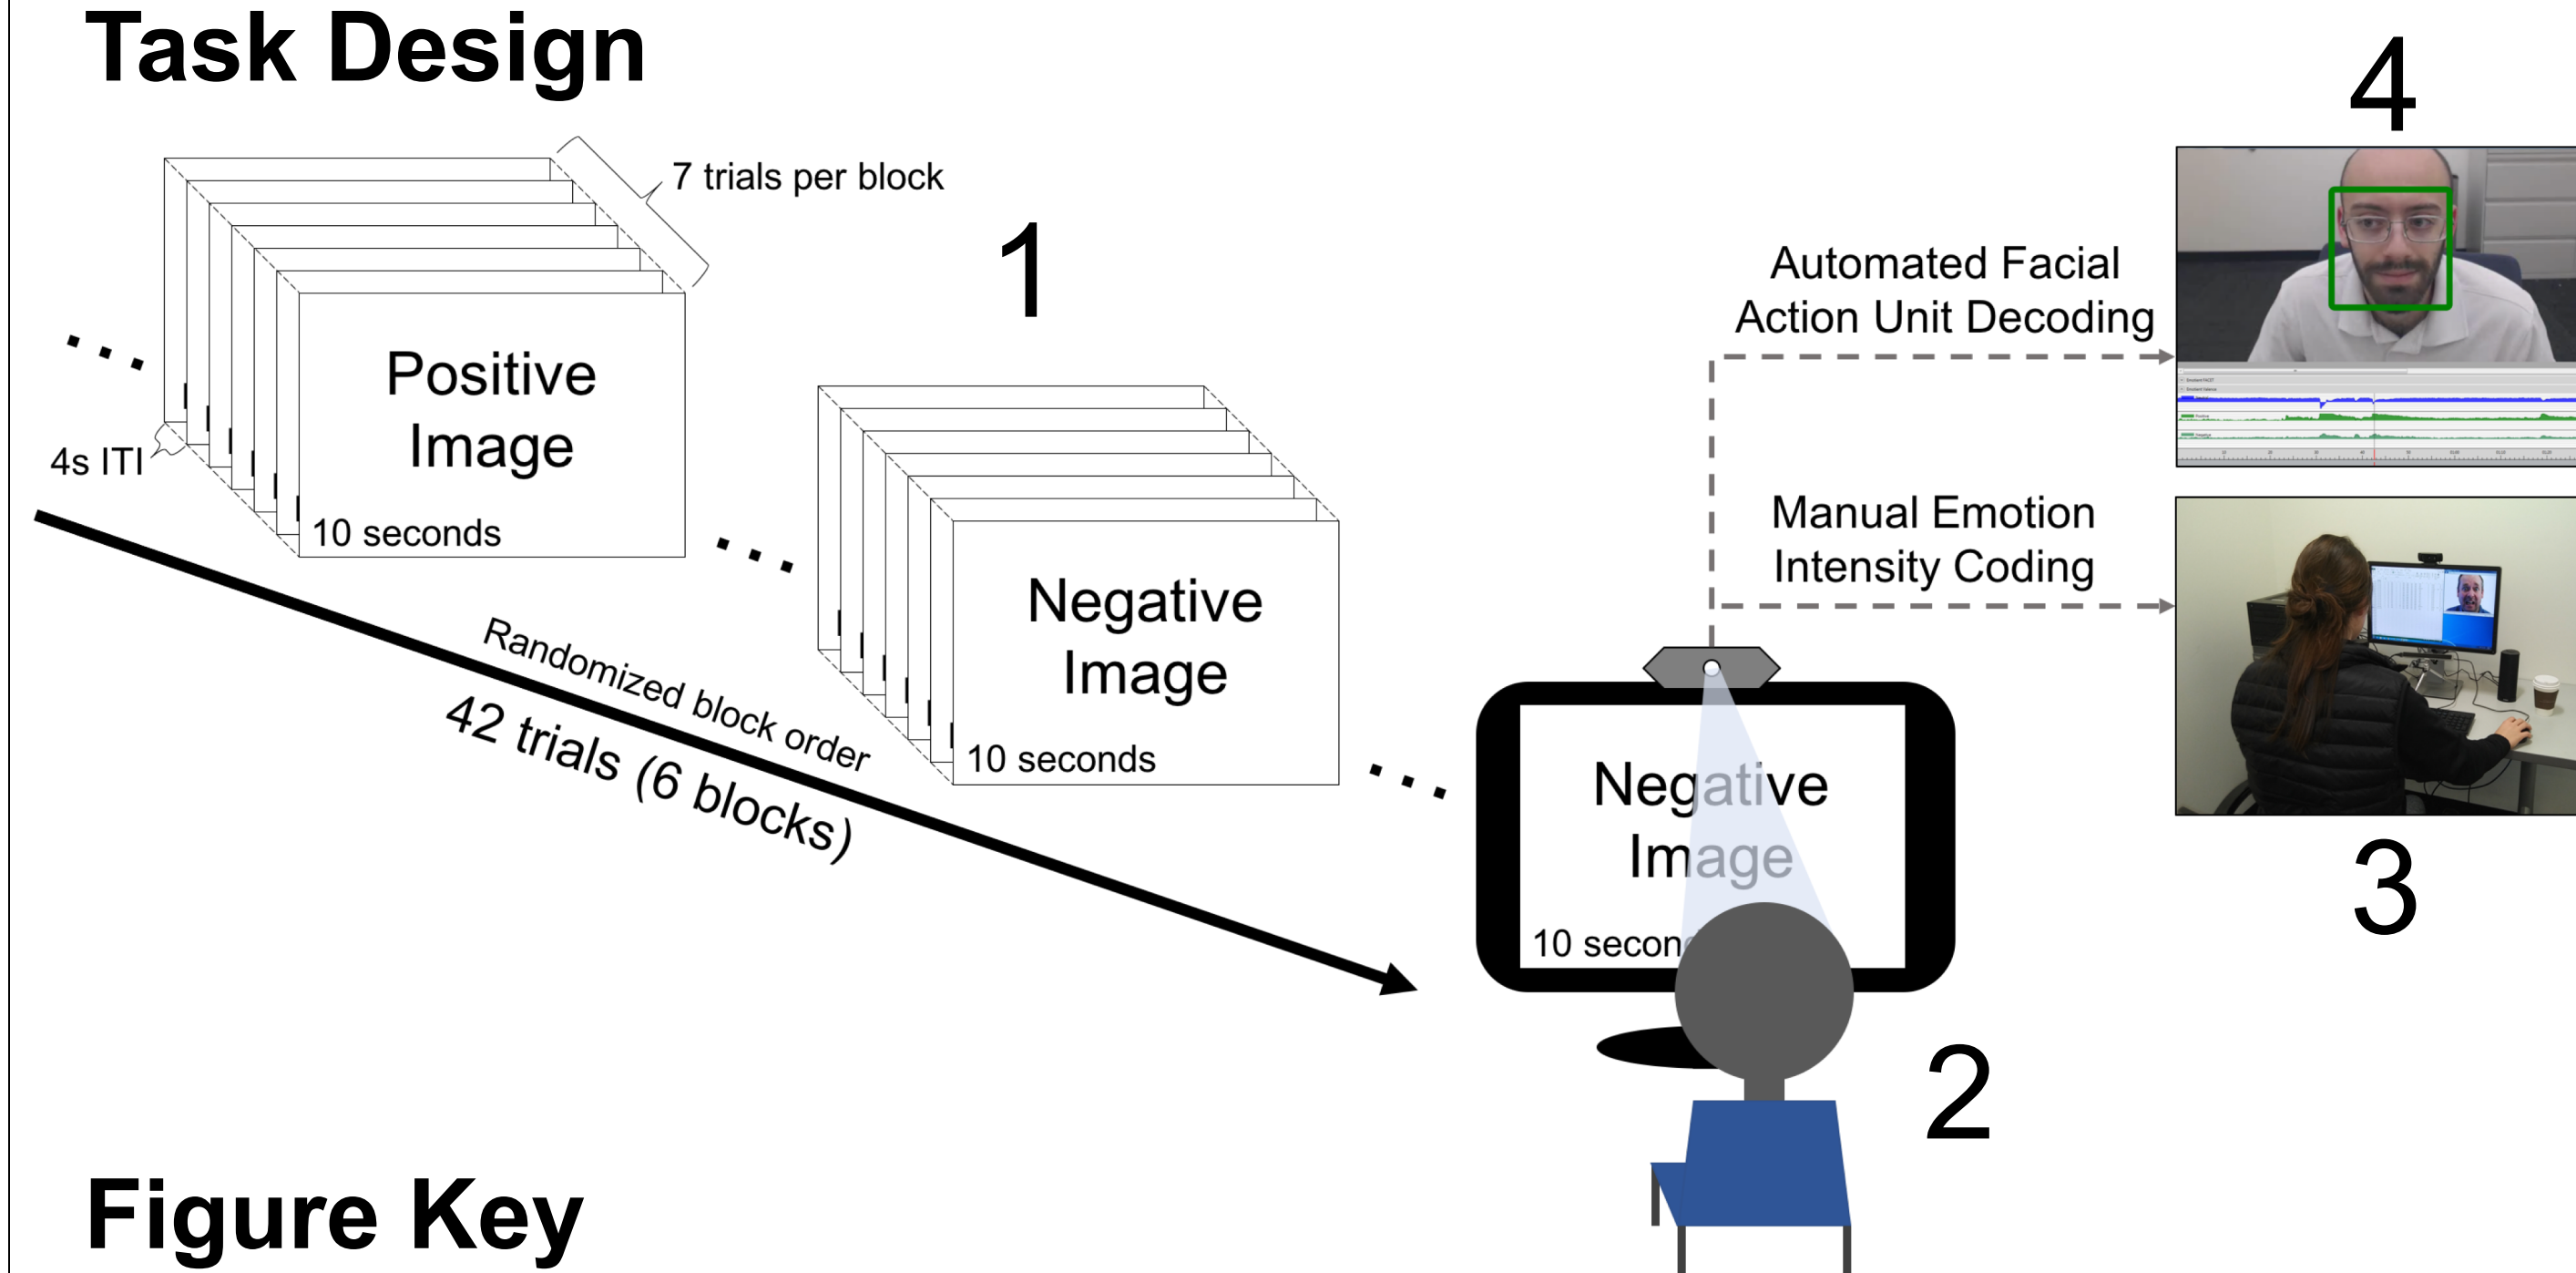 Task Design
7 trials per block
Positive
Image
10 seconds
4s ITI
1
Negative
Image
10 seconds
Randomized block order
42 trials (6 blocks)
Automated Facial
Action Unit Decoding
4
Manual Emotion
Intensity Coding
3
Negative
Image
10 secon
2
Figure Key